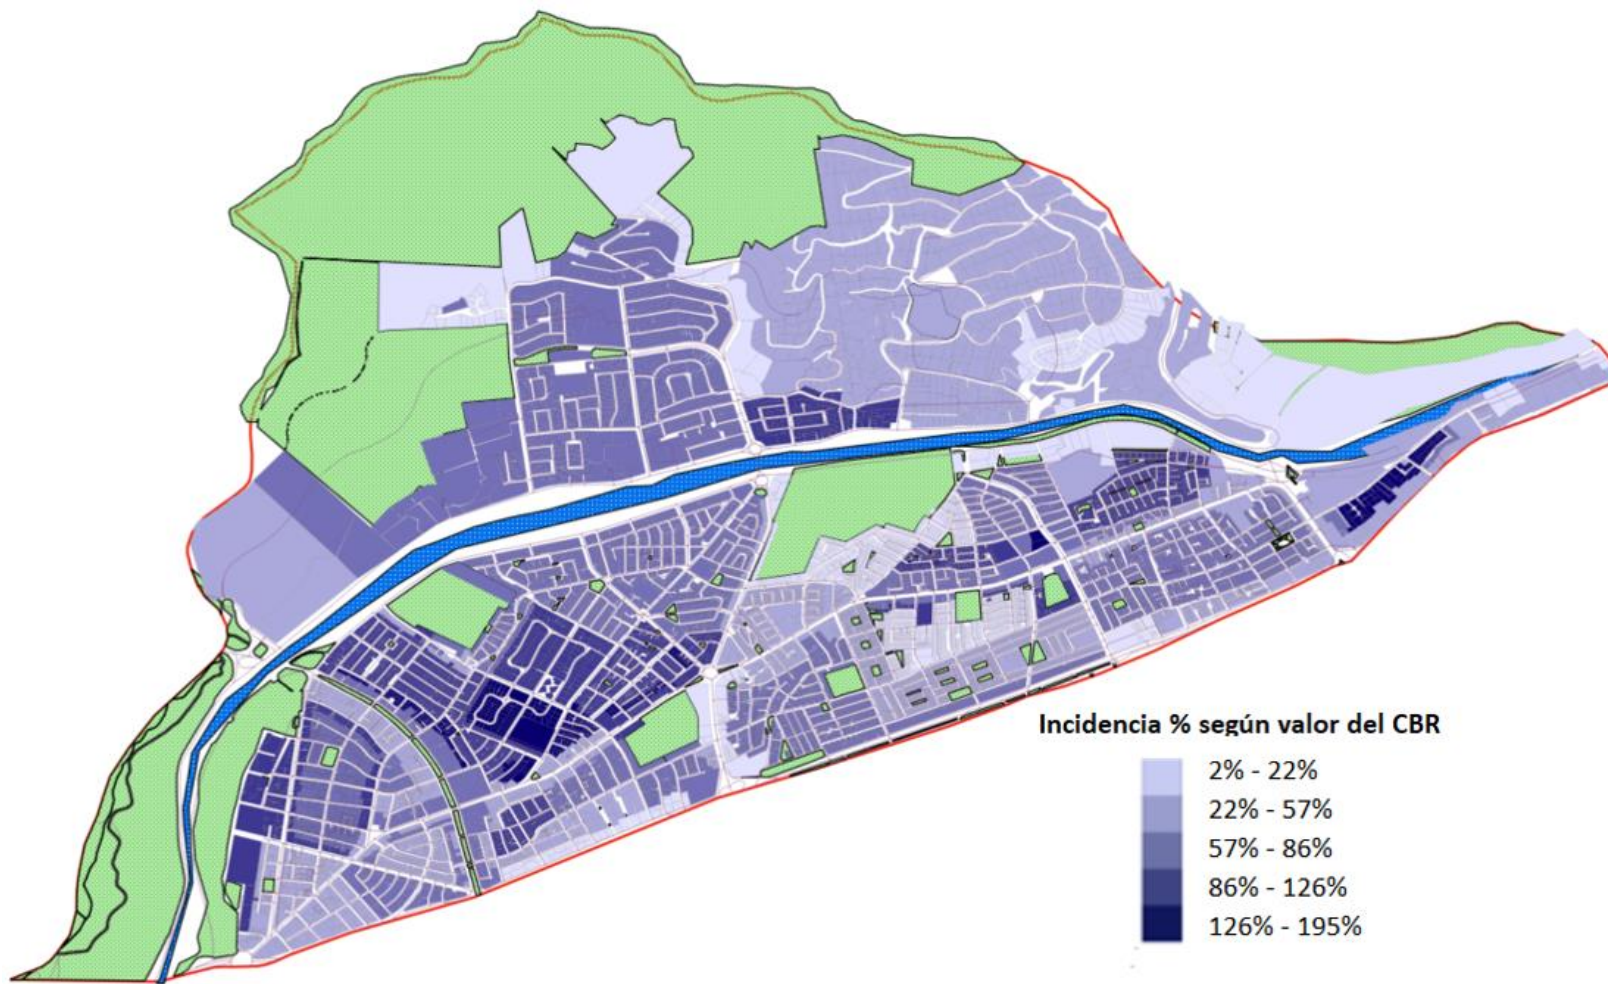 Incidencia % según valor del CBR
2% - 22%
22% - 57%
57% - 86%
86% - 126%
126% - 195%